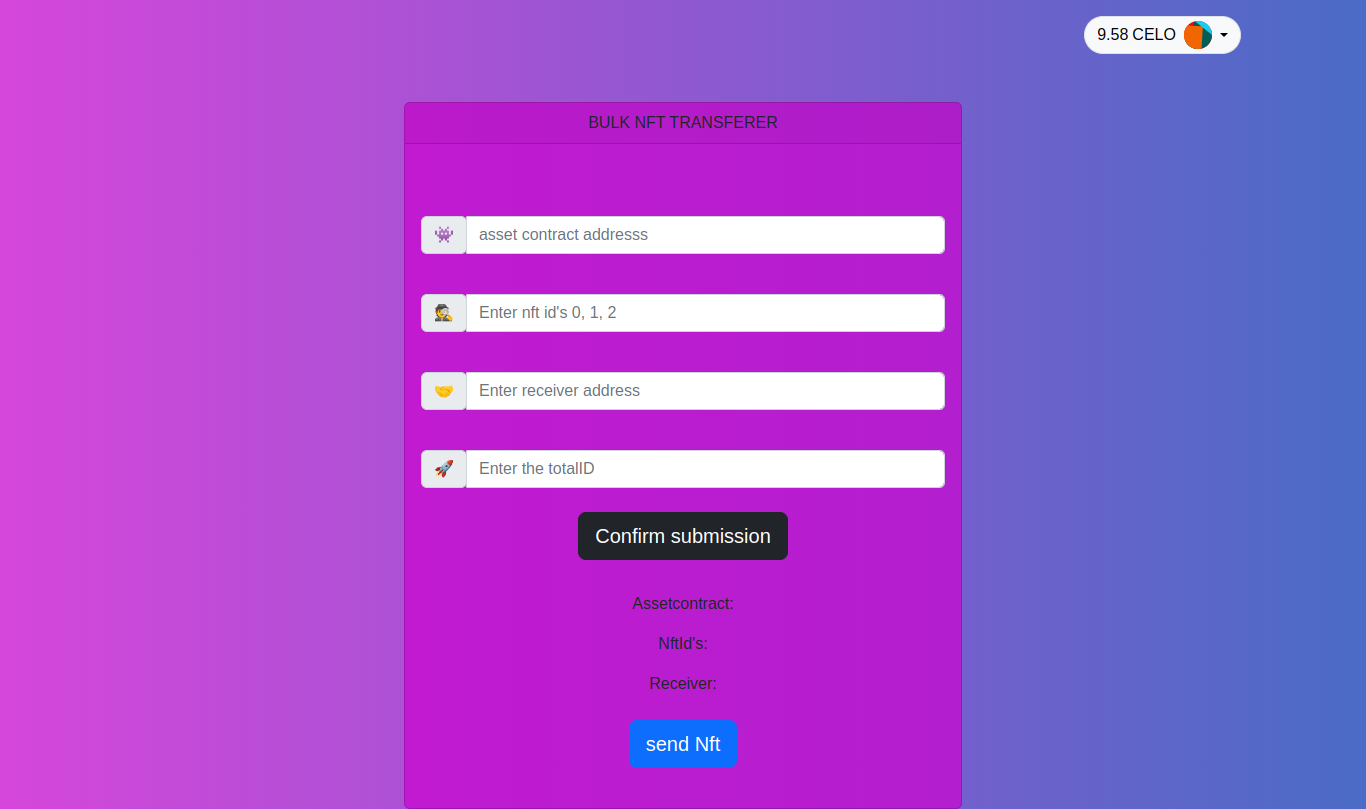 9.58 CELO
BULK NFT TRANSFERER
asset contract addresss
Enter nft id's 0, 1, 2
Enter receiver address
Enter the totalID
Confirm submission
Assetcontract:
NftId's:
Receiver:
send Nft